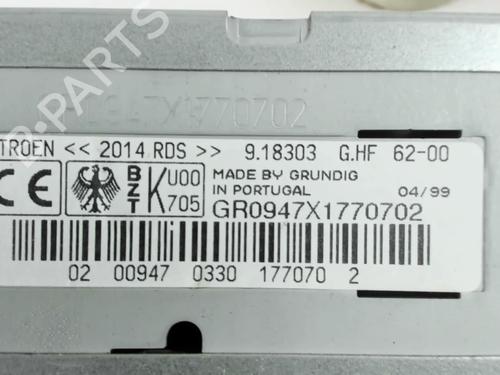 B-PARTS
TROEN << 2014 RDS >> 9.18303 G.HF 62-00
CE
BZT
K U00 705
MADE BY GRUNDIG
IN PORTUGAL
04/99
GR0947X1770702
02 00947 0330 177070 2